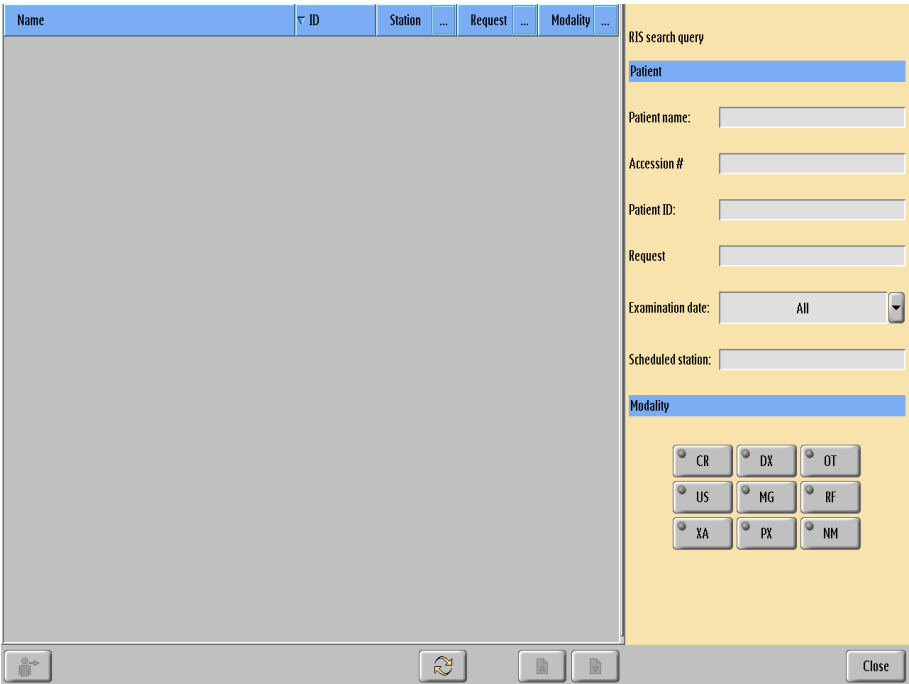 Name ID Station ... Request ... Modality ...
RIS search query
Patient
Patient name:
Accession #
Patient ID:
Request
Examination date: All
Scheduled station:
Modality
CR DX OT
US MG RF
XA PX NM
Close